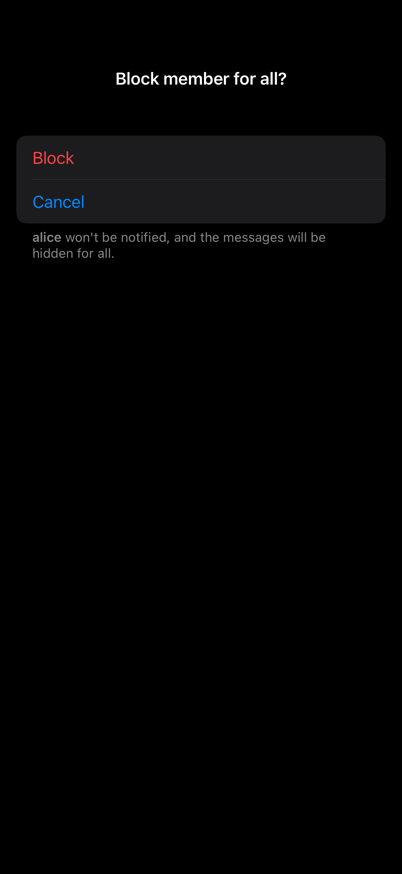 Block member for all?
Block
Cancel
alice won't be notified, and the messages will be
hidden for all.